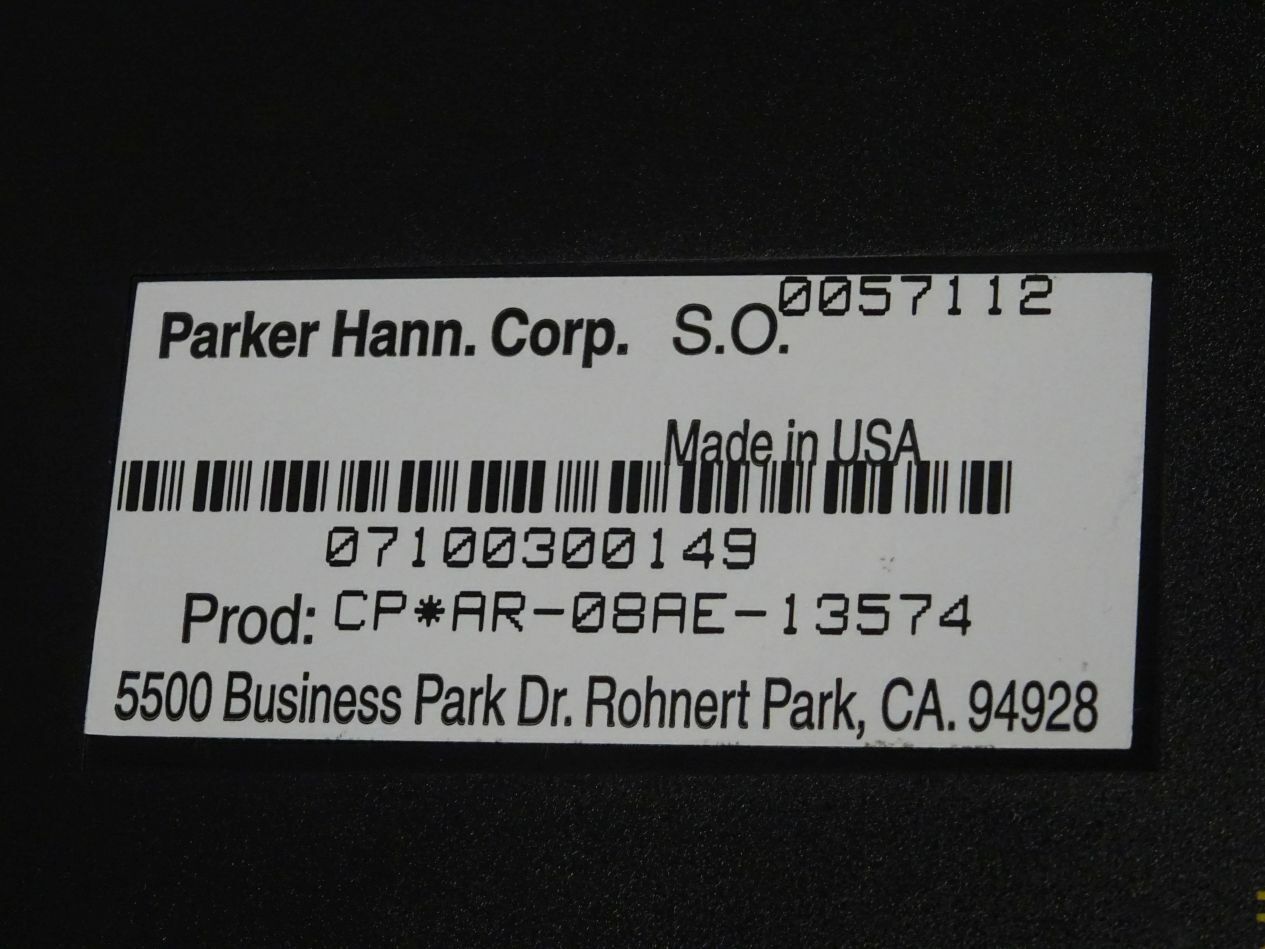 Parker Hann. Corp. S.O. 0057112
Made in USA
07100300149
Prod: CP*AR-08AE-13574
5500 Business Park Dr. Rohnert Park, CA. 94928